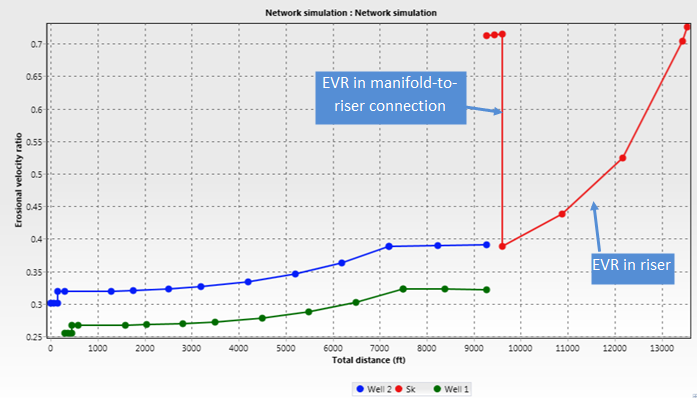 Network simulation : Network simulation
Erosional velocity ratio
0.7
0.65
0.6
0.55
0.5
0.45
0.4
0.35
0.3
0.25
EVR in manifold-to-
riser connection
EVR in riser
0 1000 2000 3000 4000 5000 6000 7000 8000 9000 10000 11000 12000 13000
Total distance (ft)
Well 2 Sk Well 1